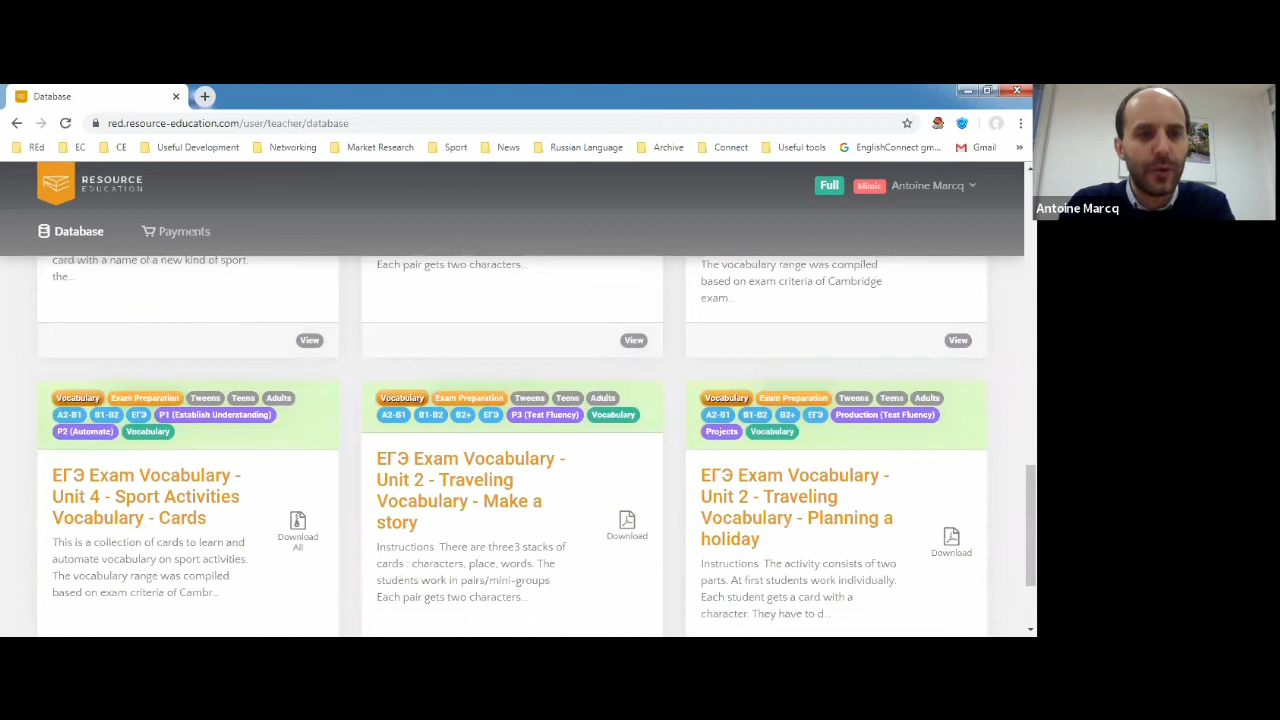 Database
red.resource-education.com/user/teacher/database
REd EC CE Useful Development Networking Market Research Sport News Russian Language Archive Connect Useful tools EnglishConnect gm... Gmail »
RESOURCE
EDUCATION
Full Mimic Antoine Marcq
Database Payments
Antoine Marcq
card with a name of a new kind of sport.
the...
View
Each pair gets two characters...
View
The vocabulary range was compiled
based on exam criteria of Cambridge
exam..
View
Vocabulary Exam Preparation Tweens Teens Adults
A2-B1 B1-B2 ЕГЭ P1 (Establish Understanding)
P2 (Automate) Vocabulary
ЕГЭ Exam Vocabulary -
Unit 4 - Sport Activities
Vocabulary - Cards
Download
All
This is a collection of cards to learn and
automate vocabulary on sport activities.
The vocabulary range was compiled
based on exam criteria of Cambr...
Vocabulary Exam Preparation Tweens Teens Adults
A2-B1 B1-B2 B2+ ЕГЭ P3 (Test Fluency) Vocabulary
ЕГЭ Exam Vocabulary -
Unit 2 - Traveling
Vocabulary - Make a
story
Download
Instructions There are three3 stacks of
cards : characters, place, words. The
students work in pairs/mini-groups
Each pair gets two characters...
Vocabulary Exam Preparation Tweens Teens Adults
A2-B1 B1-B2 B2+ ЕГЭ Production (Test Fluency)
Projects Vocabulary
ЕГЭ Exam Vocabulary -
Unit 2 - Traveling
Vocabulary - Planning a
holiday
Download
Instructions The activity consists of two
parts. At first students work individually.
Each student gets a card with a
character. They have to d...